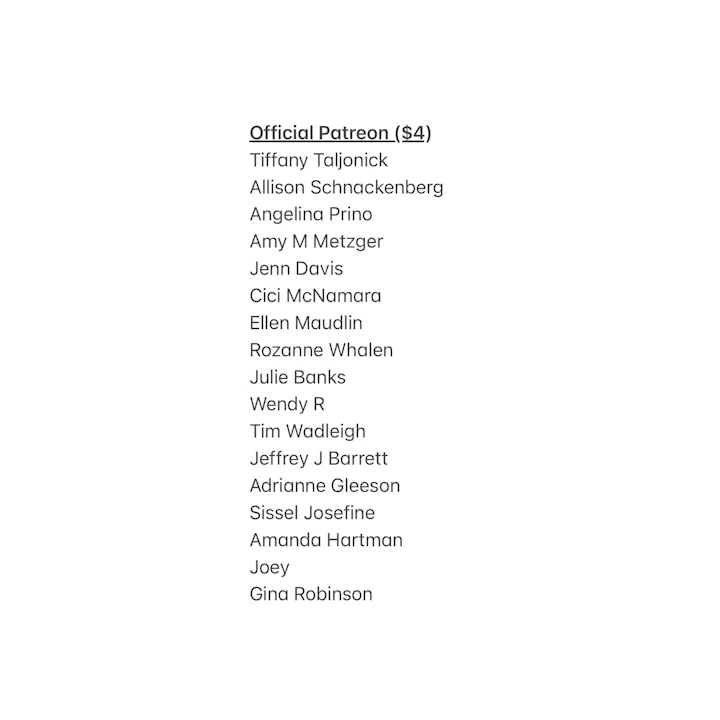 Official Patreon ($4)
Tiffany Taljonick
Allison Schnackenberg
Angelina Prino
Amy M Metzger
Jenn Davis
Cici McNamara
Ellen Maudlin
Rozanne Whalen
Julie Banks
Wendy R
Tim Wadleigh
Jeffrey J Barrett
Adrianne Gleeson
Sissel Josefine
Amanda Hartman
Joey
Gina Robinson